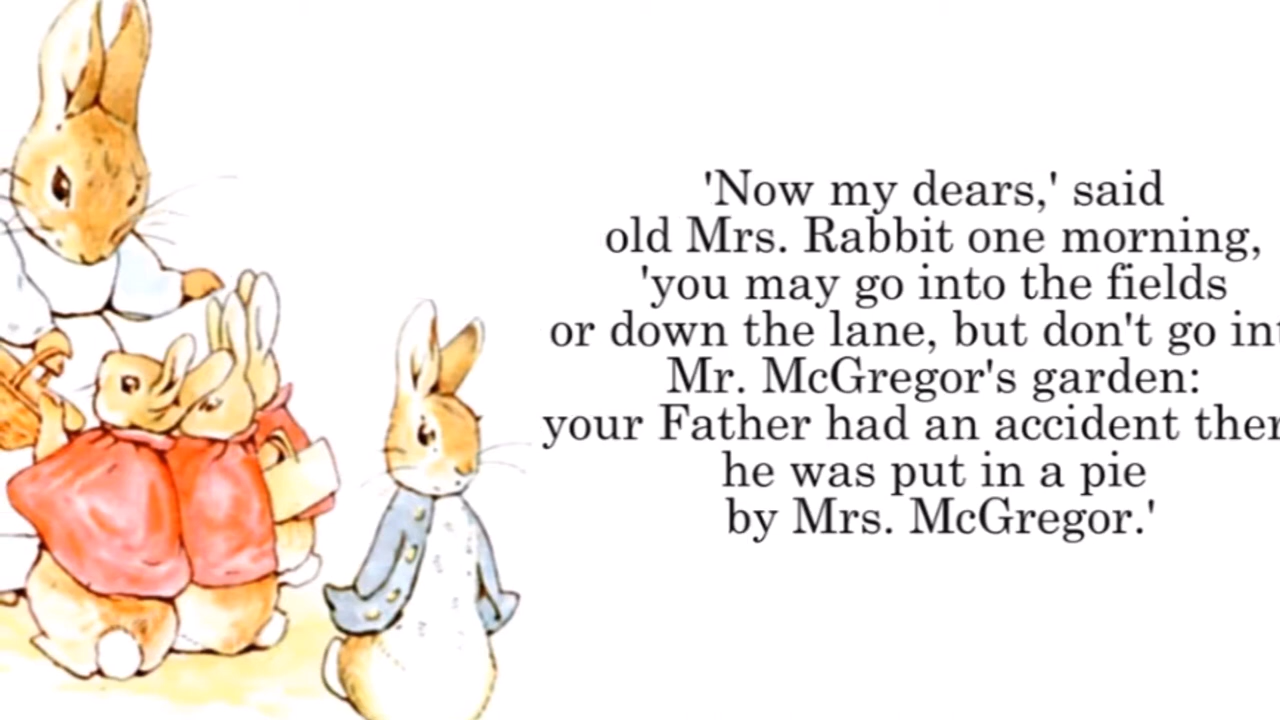 'Now my dears,' said
old Mrs. Rabbit one morning,
'you may go into the fields
or down the lane, but don't go
Mr. McGregor's garden:
your Father had an accident
he was put in a pie
by Mrs. McGregor.'